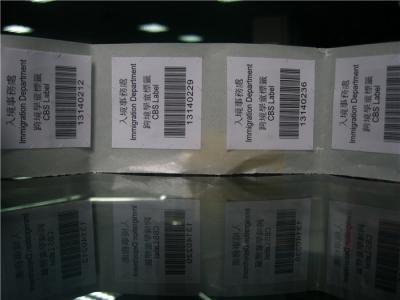 入境事務處
Immigration Department
跨境學童標籤
CBS Label
13140212
入境事務處
Immigration Department
跨境學童標籤
CBS Label
13140229
入境事務處
Immigration Department
跨境學童標籤
CBS Label
13140236
入境事務處
Immigration Department
跨境學童標籤
CBS Label